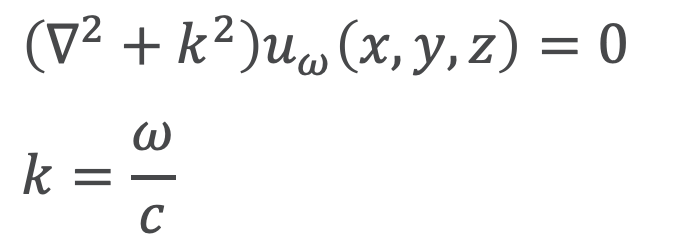 (∇² + k²)u_ω(x, y, z) = 0
k = ω/c